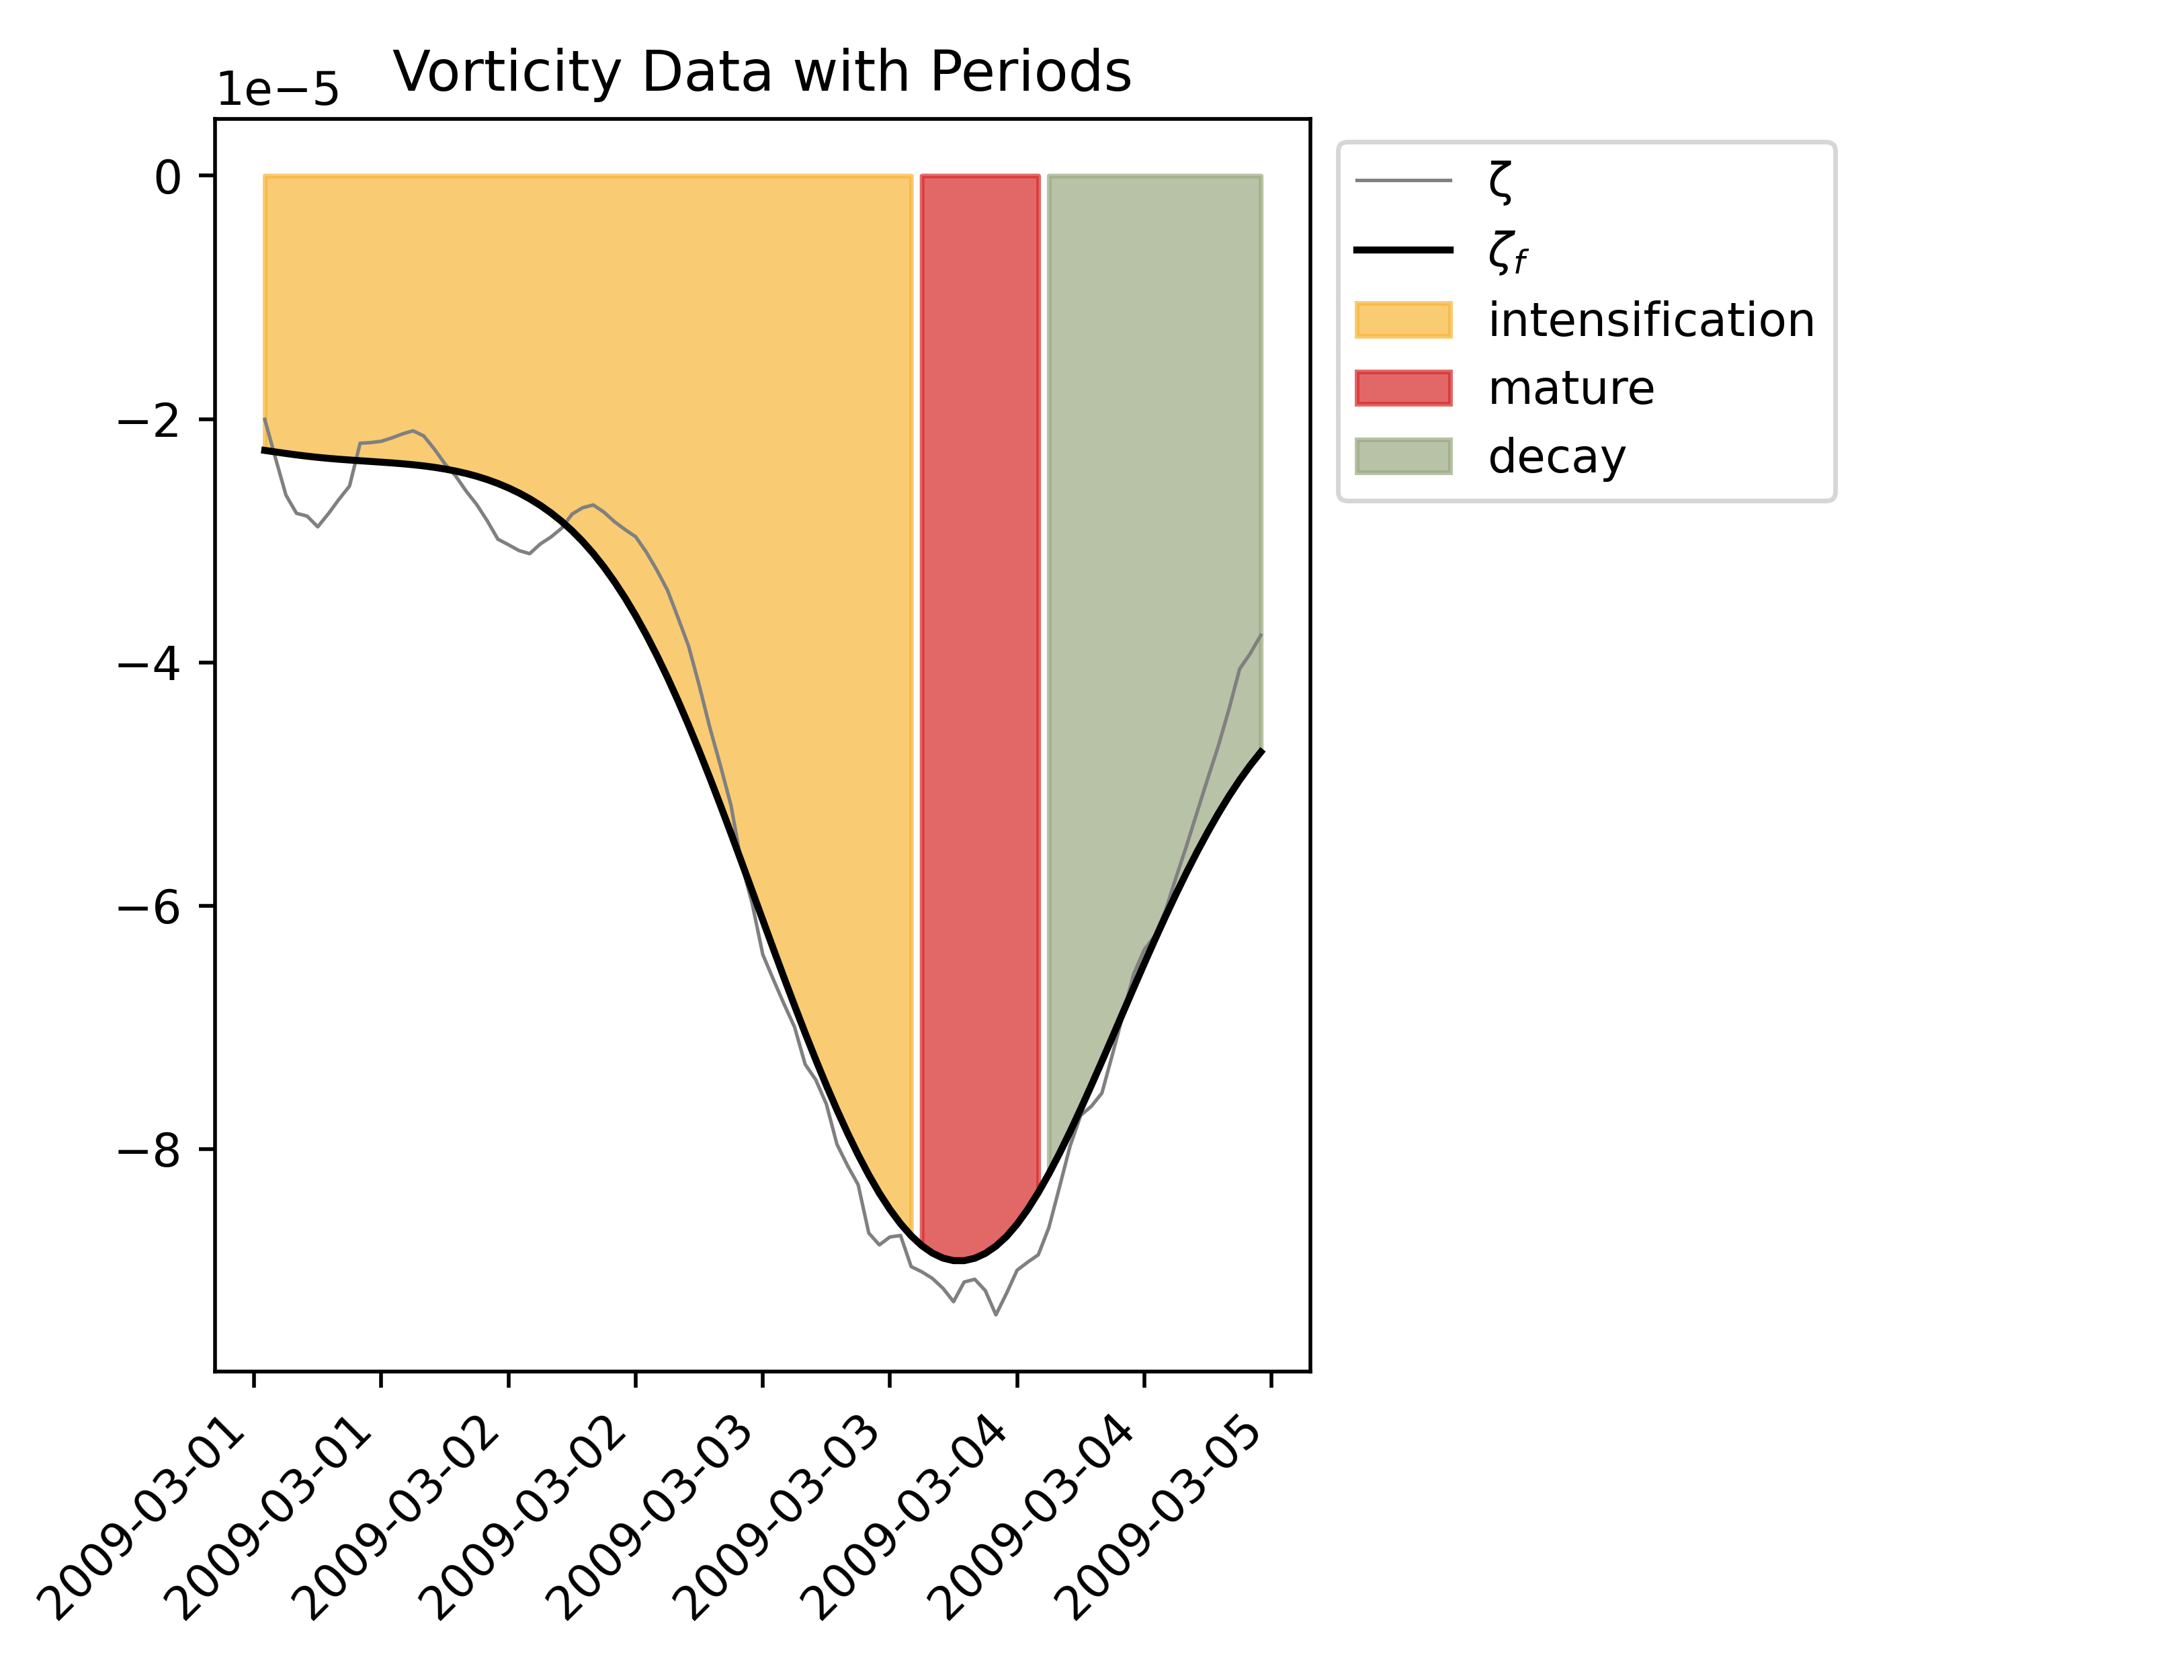 Vorticity Data with Periods
1e−5
0
−2
−4
−6
−8
2009-03-01
2009-03-01
2009-03-02
2009-03-02
2009-03-03
2009-03-03
2009-03-04
2009-03-04
2009-03-05
ζ
ζ_f
intensification
mature
decay